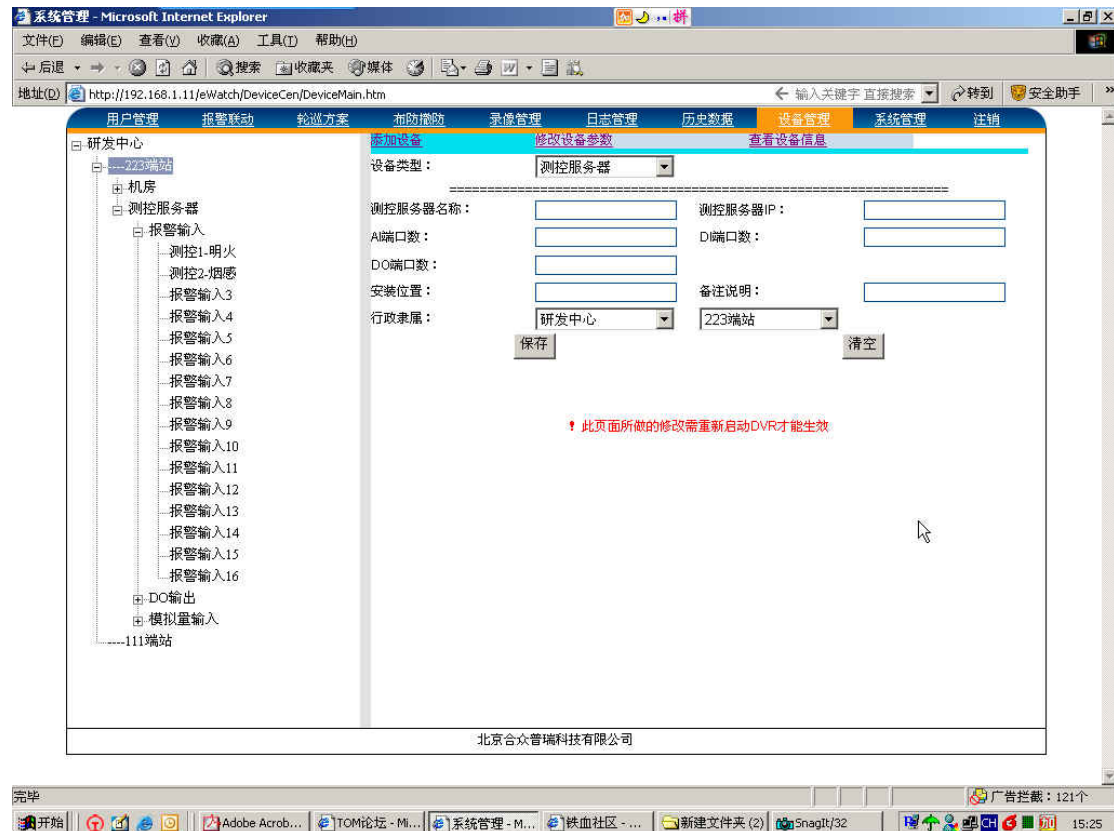 系统管理 - Microsoft Internet Explorer
拼
文件(F) 编辑(E) 查看(V) 收藏(A) 工具(T) 帮助(H)
后退 搜索 收藏夹 媒体
地址(D) http://192.168.1.11/eWatch/DeviceCen/DeviceMain.htm 输入关键字 直接搜索 转到 安全助手 »
用户管理 报警联动 轮巡方案 布防撤防 录像管理 日志管理 历史数据 设备管理 系统管理 注销
添加设备 修改设备参数 查看设备信息
研发中心
----223端站
机房
测控服务器
报警输入
测控1-明火
测控2-烟感
报警输入3
报警输入4
报警输入5
报警输入6
报警输入7
报警输入8
报警输入9
报警输入10
报警输入11
报警输入12
报警输入13
报警输入14
报警输入15
报警输入16
DO输出
模拟量输入
----111端站
设备类型： 测控服务器
测控服务器名称： 测控服务器IP：
AI端口数： DI端口数：
DO端口数：
安装位置： 备注说明：
行政隶属： 研发中心 223端站
保存 清空
！此页面所做的修改需重新启动DVR才能生效
北京合众普瑞科技有限公司
完毕 广告拦截：121个
开始 Adobe Acrob... TOM论坛 - Mi... 系统管理 - M... 铁血社区 - ... 新建文件夹 (2) SnagIt/32 CH 15:25